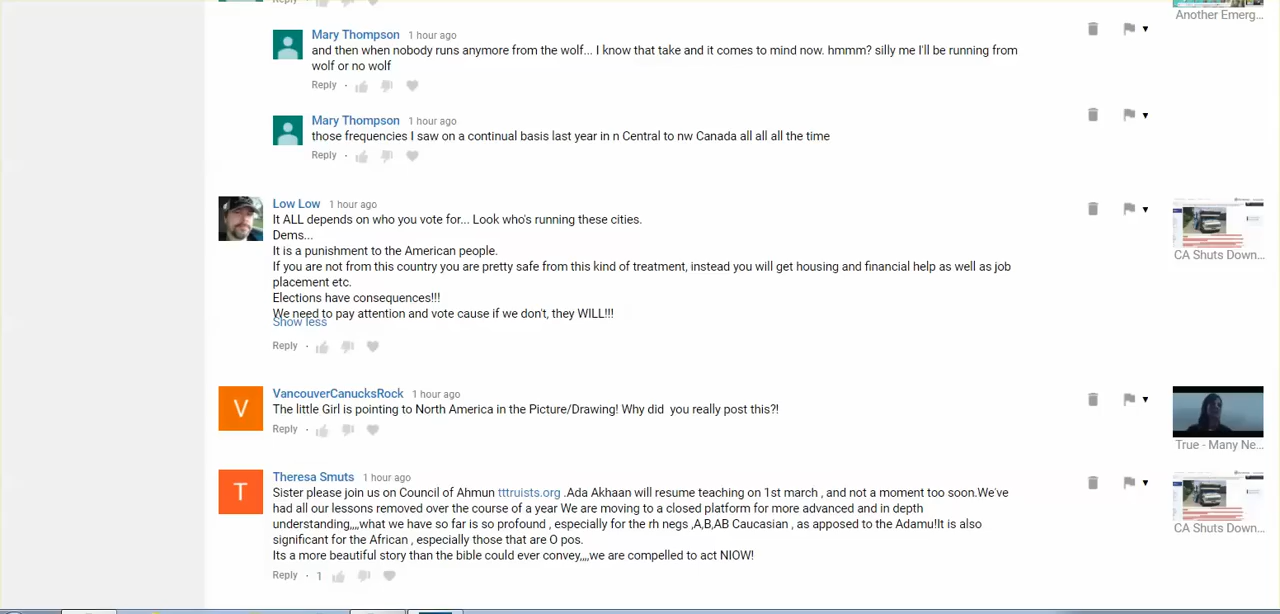 Reply
Another Emerg...
Mary Thompson 1 hour ago
and then when nobody runs anymore from the wolf... I know that take and it comes to mind now. hmmm? silly me I'll be running from
wolf or no wolf
Reply ·
Mary Thompson 1 hour ago
those frequencies I saw on a continual basis last year in n Central to nw Canada all all all the time
Reply ·
Low Low 1 hour ago
It ALL depends on who you vote for... Look who's running these cities.
Dems...
It is a punishment to the American people.
If you are not from this country you are pretty safe from this kind of treatment, instead you will get housing and financial help as well as job
placement etc.
Elections have consequences!!!
We need to pay attention and vote cause if we don't, they WILL!!!
Show less
Reply ·
CA Shuts Down...
V
VancouverCanucksRock 1 hour ago
The little Girl is pointing to North America in the Picture/Drawing! Why did  you really post this?!
Reply ·
True - Many Ne...
T
Theresa Smuts 1 hour ago
Sister please join us on Council of Ahmun tttruists.org .Ada Akhaan will resume teaching on 1st march , and not a moment too soon.We've
had all our lessons removed over the course of a year We are moving to a closed platform for more advanced and in depth
understanding,,,,what we have so far is so profound , especially for the rh negs ,A,B,AB Caucasian , as apposed to the Adamu!It is also
significant for the African , especially those that are O pos.
Its a more beautiful story than the bible could ever convey,,,,we are compelled to act NIOW!
Reply · 1
CA Shuts Down...